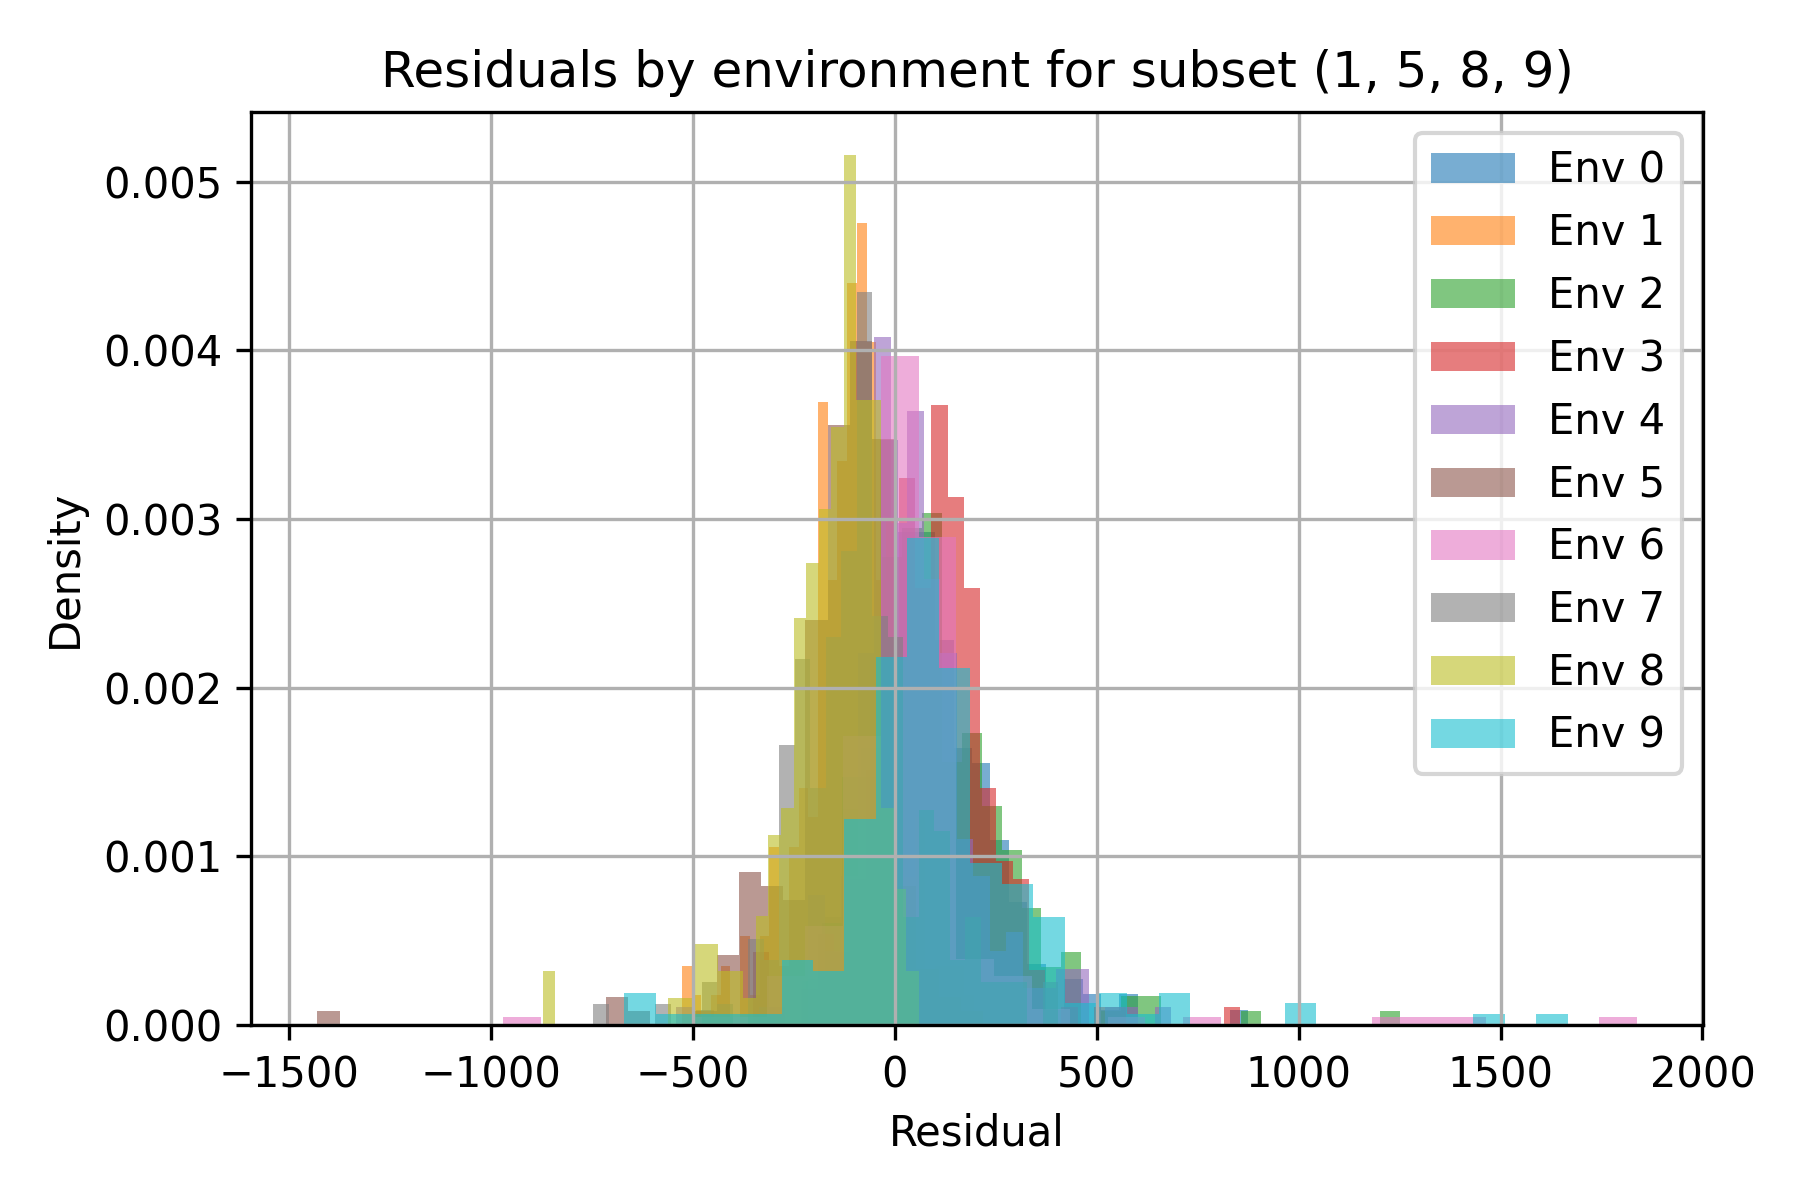 Residuals by environment for subset (1, 5, 8, 9)
Density
0.005
0.004
0.003
0.002
0.001
0.000
−1500
−1000
−500
0
500
1000
1500
2000
Residual
Env 0
Env 1
Env 2
Env 3
Env 4
Env 5
Env 6
Env 7
Env 8
Env 9